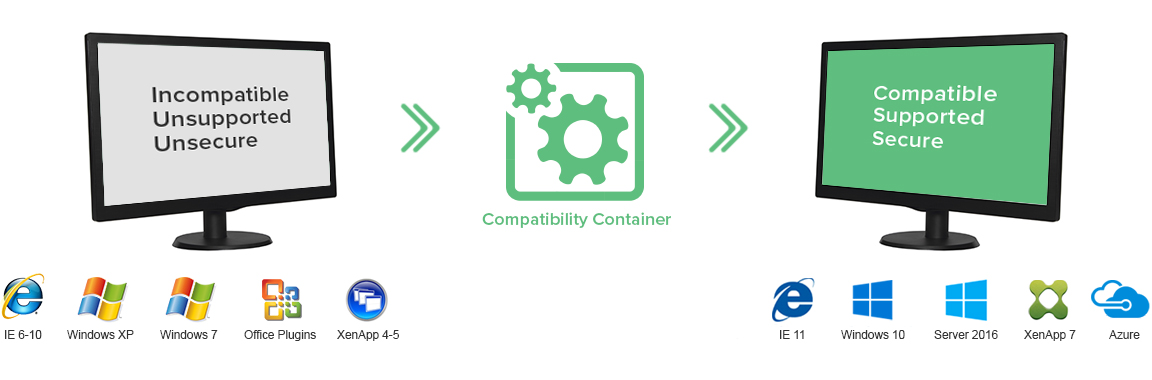 Incompatible
Unsupported
Unsecure
Compatibility Container
Compatible
Supported
Secure
IE 6-10
Windows XP
Windows 7
Office Plugins
XenApp 4-5
IE 11
Windows 10
Server 2016
XenApp 7
Azure